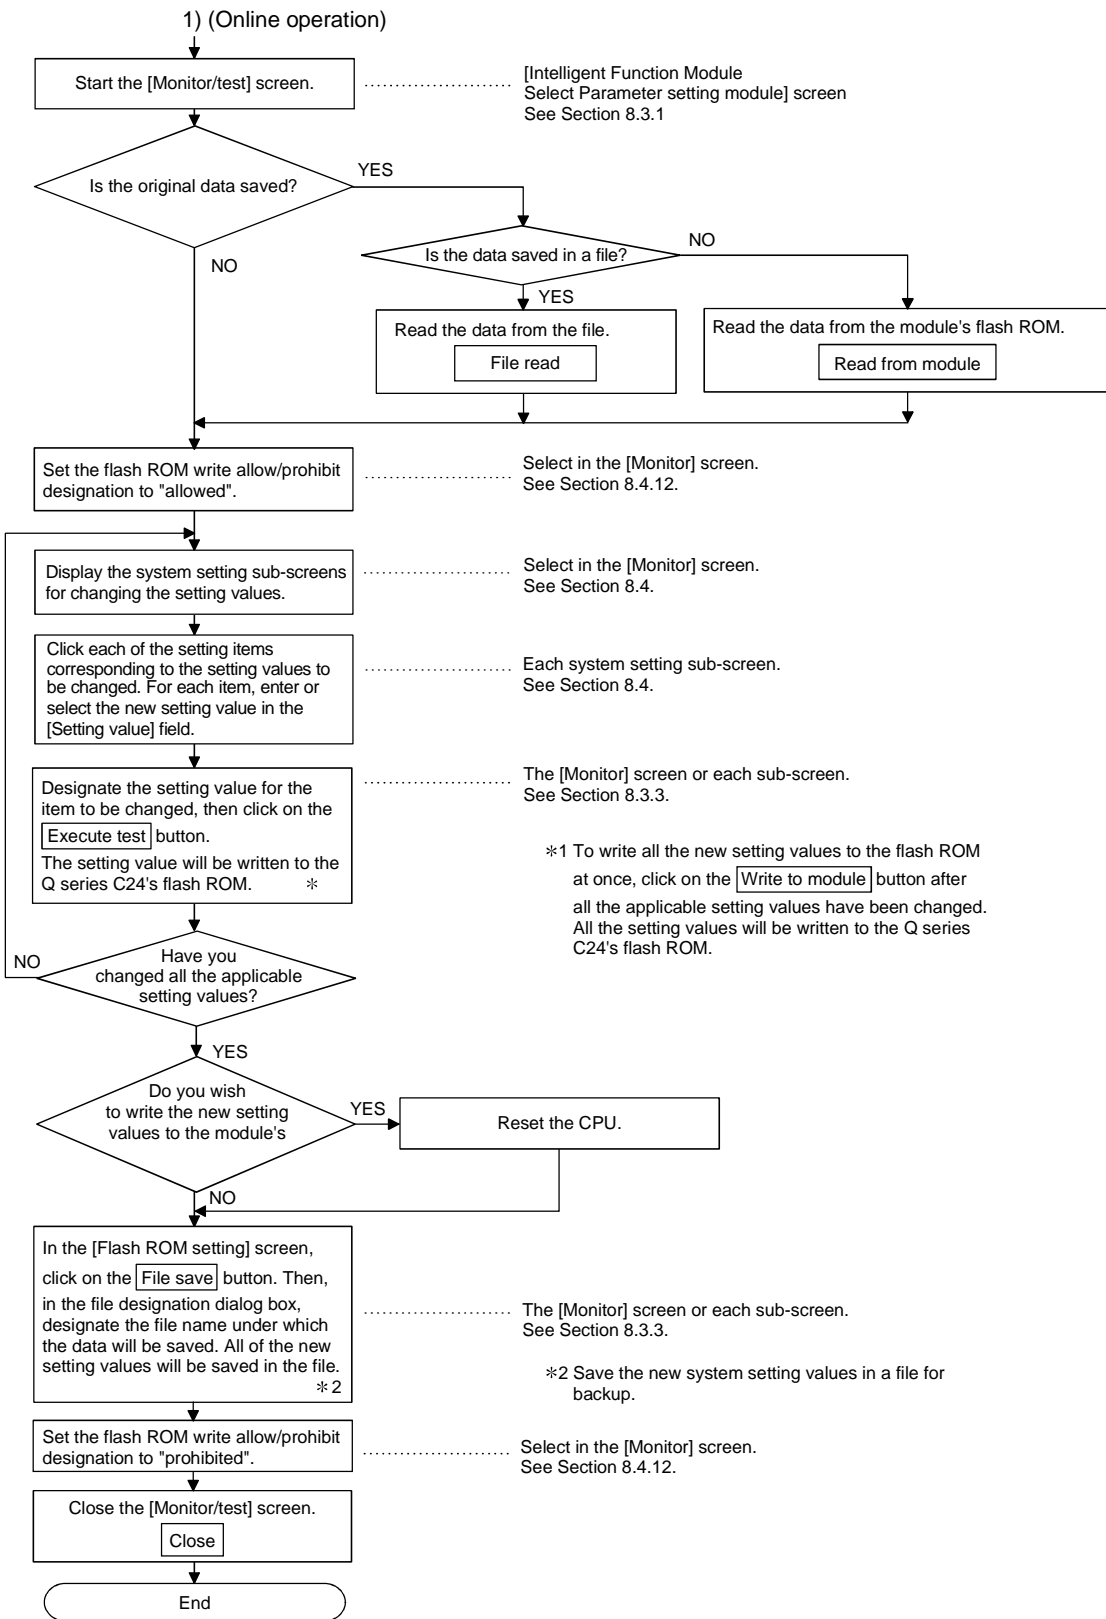 1) (Online operation)
Start the [Monitor/test] screen.
[Intelligent Function Module
Select Parameter setting module] screen
See Section 8.3.1
Is the original data saved?
YES
NO
Is the data saved in a file?
NO
YES
Read the data from the file.
File read
Read the data from the module's flash ROM.
Read from module
Set the flash ROM write allow/prohibit
designation to "allowed".
Select in the [Monitor] screen.
See Section 8.4.12.
Display the system setting sub-screens
for changing the setting values.
Select in the [Monitor] screen.
See Section 8.4.
Click each of the setting items
corresponding to the setting values to
be changed. For each item, enter or
select the new setting value in the
[Setting value] field.
Each system setting sub-screen.
See Section 8.4.
Designate the setting value for the
item to be changed, then click on the
Execute test button.
The setting value will be written to the
Q series C24's flash ROM. *
The [Monitor] screen or each sub-screen.
See Section 8.3.3.
*1 To write all the new setting values to the flash ROM
at once, click on the Write to module button after
all the applicable setting values have been changed.
All the setting values will be written to the Q series
C24's flash ROM.
Have you
changed all the applicable
setting values?
NO
YES
Do you wish
to write the new setting
values to the module's
YES
NO
Reset the CPU.
In the [Flash ROM setting] screen,
click on the File save button. Then,
in the file designation dialog box,
designate the file name under which
the data will be saved. All of the new
setting values will be saved in the file.
*2
The [Monitor] screen or each sub-screen.
See Section 8.3.3.
*2 Save the new system setting values in a file for
backup.
Set the flash ROM write allow/prohibit
designation to "prohibited".
Select in the [Monitor] screen.
See Section 8.4.12.
Close the [Monitor/test] screen.
Close
End